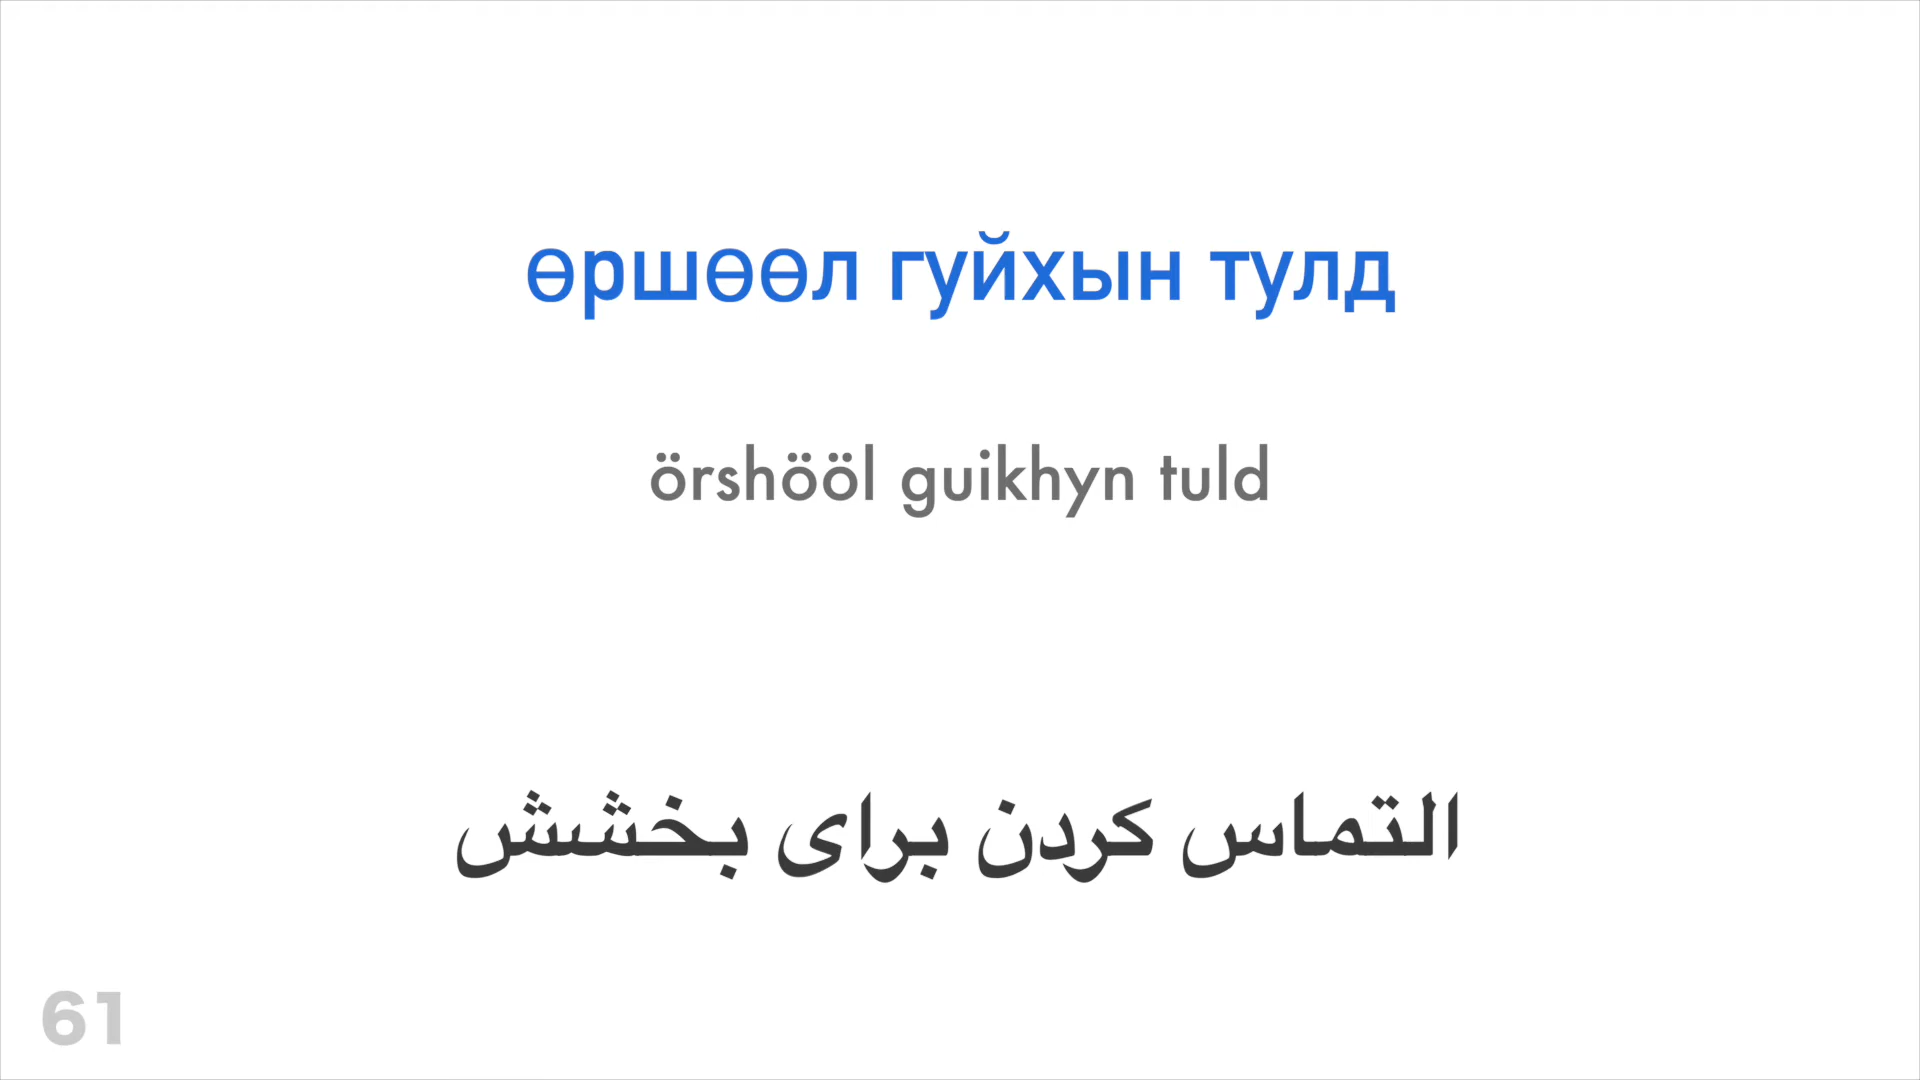 өршөөл гуйхын тулд
örshööl guikhyn tuld
التماس کردن برای بخشش
61